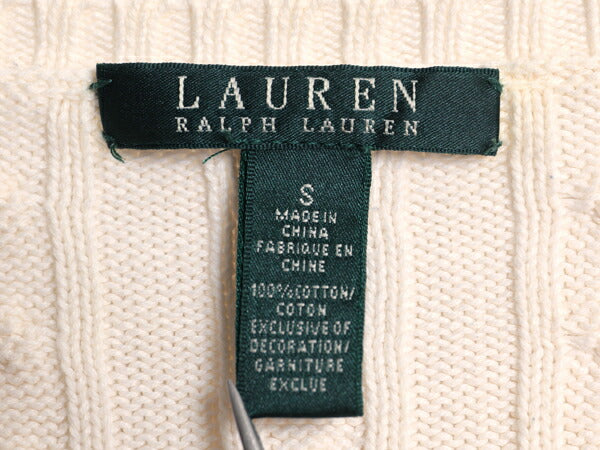 LAUREN
RALPH LAUREN
S
MADE IN
CHINA
FABRIQUE EN
CHINE
100%COTTON/
COTON
EXCLUSIVE OF
DECORATION/
GARNITURE
EXCLUE